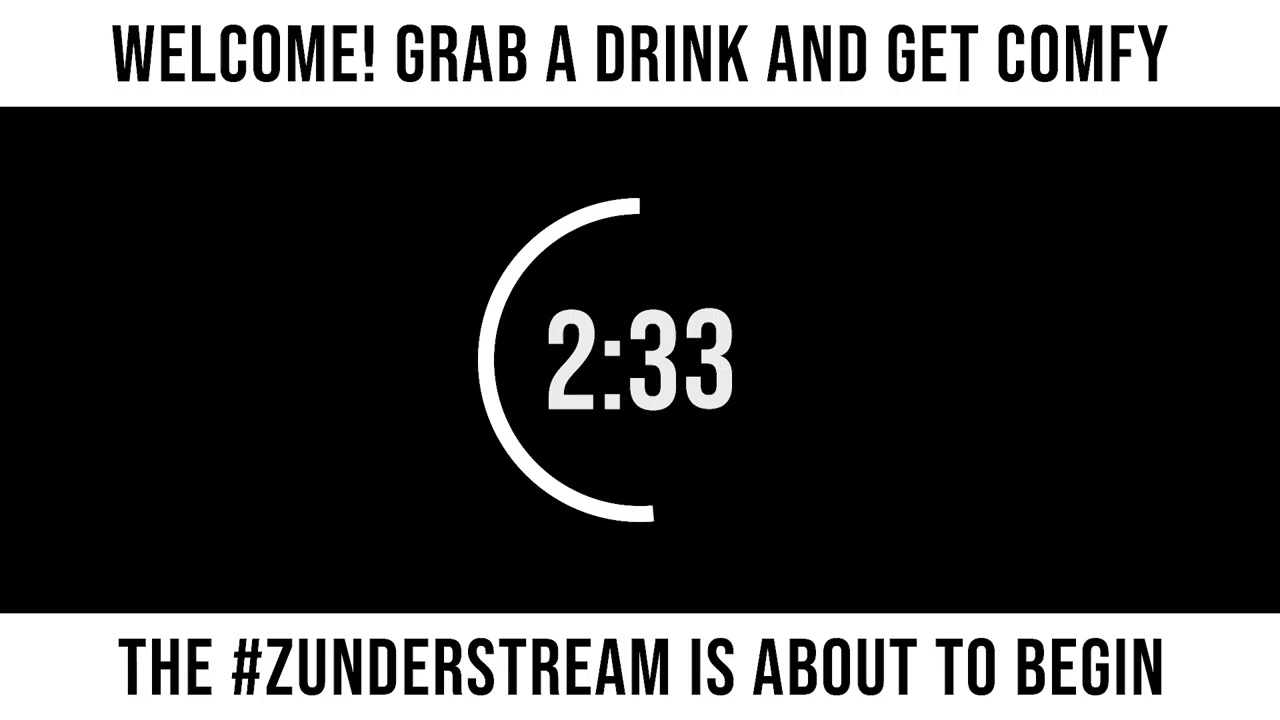 WELCOME! GRAB A DRINK AND GET COMFY
2:33
THE #ZUNDERSTREAM IS ABOUT TO BEGIN